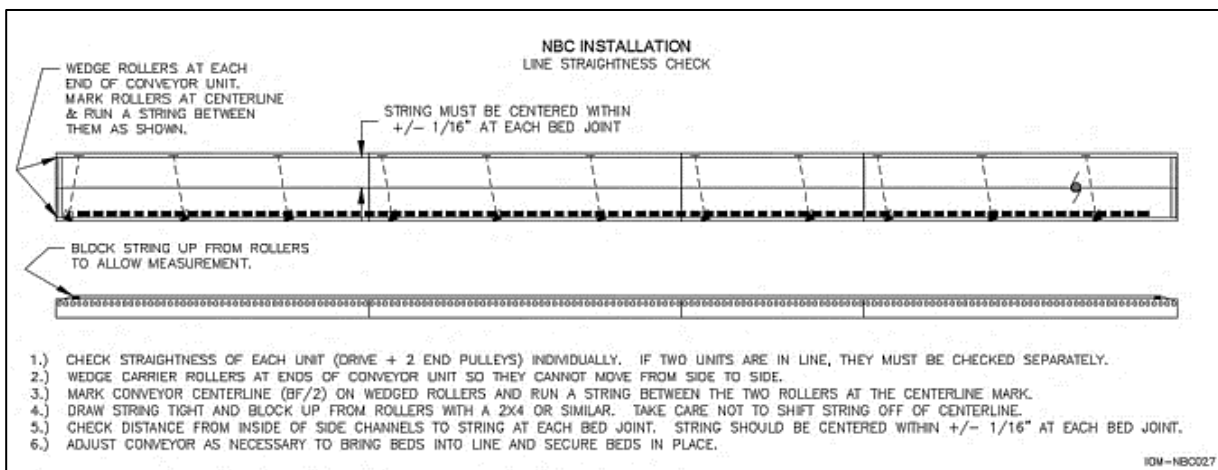 NBC INSTALLATION
LINE STRAIGHTNESS CHECK
WEDGE ROLLERS AT EACH
END OF CONVEYOR UNIT.
MARK ROLLERS AT CENTERLINE
& RUN A STRING BETWEEN
THEM AS SHOWN.
STRING MUST BE CENTERED WITHIN
+/- 1/16" AT EACH BED JOINT
BLOCK STRING UP FROM ROLLERS
TO ALLOW MEASUREMENT.
1.) CHECK STRAIGHTNESS OF EACH UNIT (DRIVE + 2 END PULLEYS) INDIVIDUALLY. IF TWO UNITS ARE IN LINE, THEY MUST BE CHECKED SEPARATELY.
2.) WEDGE CARRIER ROLLERS AT ENDS OF CONVEYOR UNIT SO THEY CANNOT MOVE FROM SIDE TO SIDE.
3.) MARK CONVEYOR CENTERLINE (BF/2) ON WEDGED ROLLERS AND RUN A STRING BETWEEN THE TWO ROLLERS AT THE CENTERLINE MARK.
4.) DRAW STRING TIGHT AND BLOCK UP FROM ROLLERS WITH A 2X4 OR SIMILAR. TAKE CARE NOT TO SHIFT STRING OFF OF CENTERLINE.
5.) CHECK DISTANCE FROM INSIDE OF SIDE CHANNELS TO STRING AT EACH BED JOINT. STRING SHOULD BE CENTERED WITHIN +/- 1/16" AT EACH BED JOINT.
6.) ADJUST CONVEYOR AS NECESSARY TO BRING BEDS INTO LINE AND SECURE BEDS IN PLACE.
IOM-NBC027